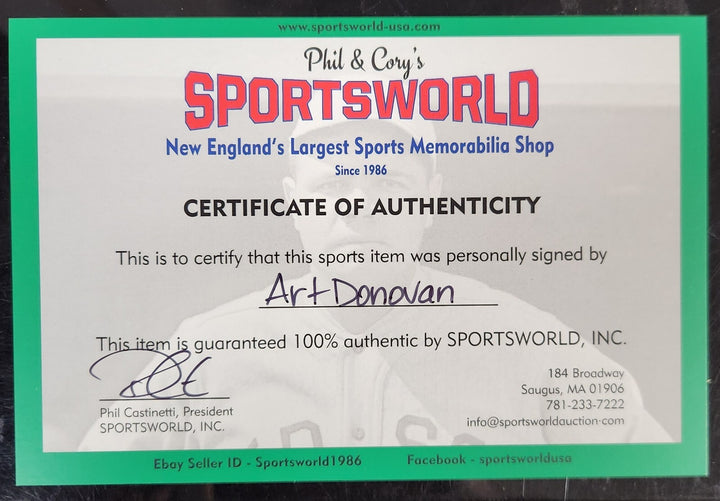 www.sportsworld-usa.com
Phil & Cory's
SPORTSWORLD
New England's Largest Sports Memorabilia Shop
Since 1986
CERTIFICATE OF AUTHENTICITY
This is to certify that this sports item was personally signed by
Art Donovan
This item is guaranteed 100% authentic by SPORTSWORLD, INC.
Phil Castinetti, President
SPORTSWORLD, INC.
184 Broadway
Saugus, MA 01906
781-233-7222
info@sportsworldauction.com
Ebay Seller ID - Sportsworld1986
Facebook - sportsworldusa